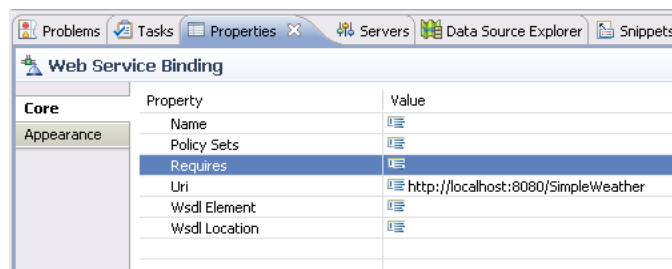 Problems Tasks Properties Servers Data Source Explorer Snippets
Web Service Binding
Core
Appearance
Property Value
Name
Policy Sets
Requires
Uri http://localhost:8080/SimpleWeather
Wsdl Element
Wsdl Location